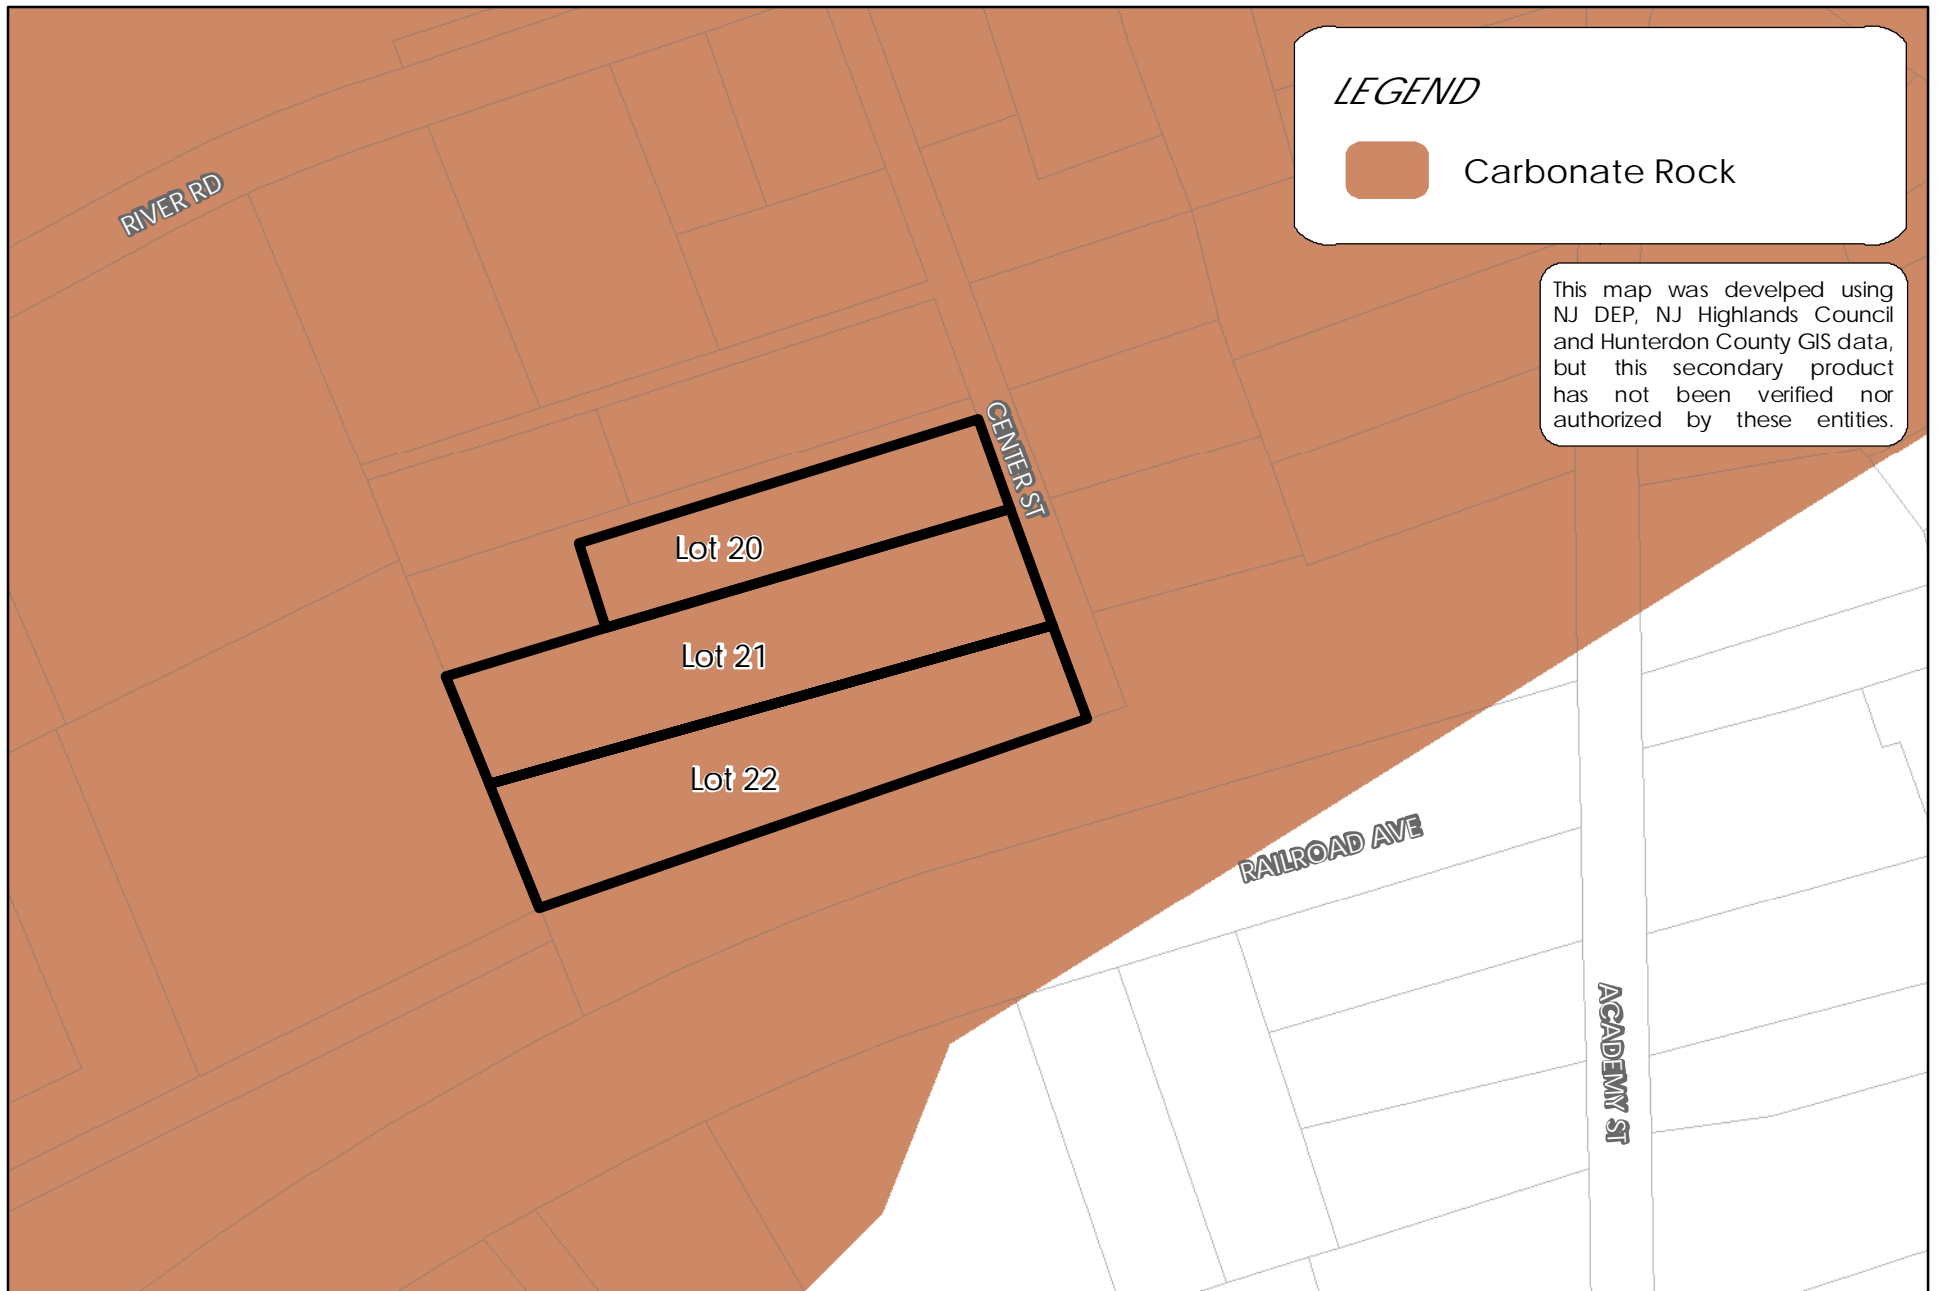 LEGEND
Carbonate Rock
This map was develped using
NJ DEP, NJ Highlands Council
and Hunterdon County GIS data,
but this secondary product
has not been verified nor
authorized by these entities.
RIVER RD
CENTER ST
Lot 20
Lot 21
Lot 22
RAILROAD AVE
ACADEMY ST